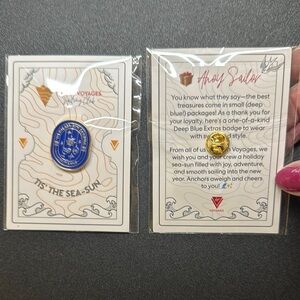 VOYAGES
'TIS THE SEA-SUN
Ahoy Sailor
You know what they say—the best
treasures come in small (deep
blue!) packages! As a thank you for
your loyalty, here's a one-of-a-kind
Deep Blue Extras badge to wear
with swashbuckling
From all of us Voyages, we
wish you and your crew a holiday
sea-sun filled with joy, adventure,
and smooth sailing into the new
year. Anchors aweigh and cheers
to you!
VOYAGES